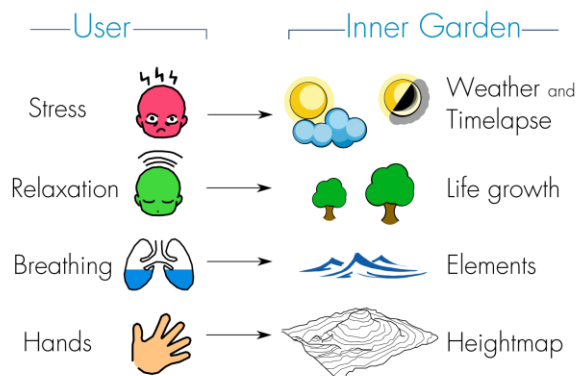 User
Inner Garden
Stress
Weather and
Timelapse
Relaxation
Life growth
Breathing
Elements
Hands
Heightmap